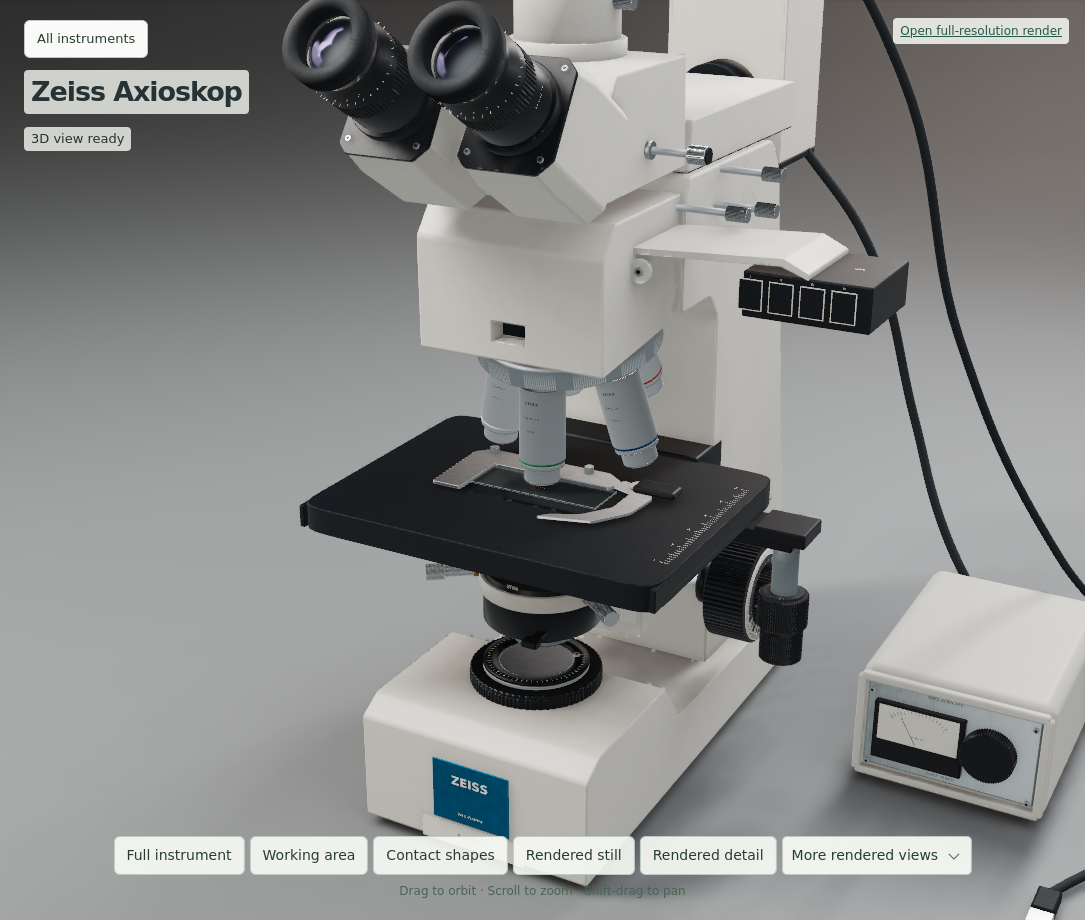 All instruments
Open full-resolution render
Zeiss Axioskop
3D view ready
ZEISS
Full instrument
Working area
Contact shapes
Rendered still
Rendered detail
More rendered views
Drag to orbit · Scroll to zoom · Shift-drag to pan